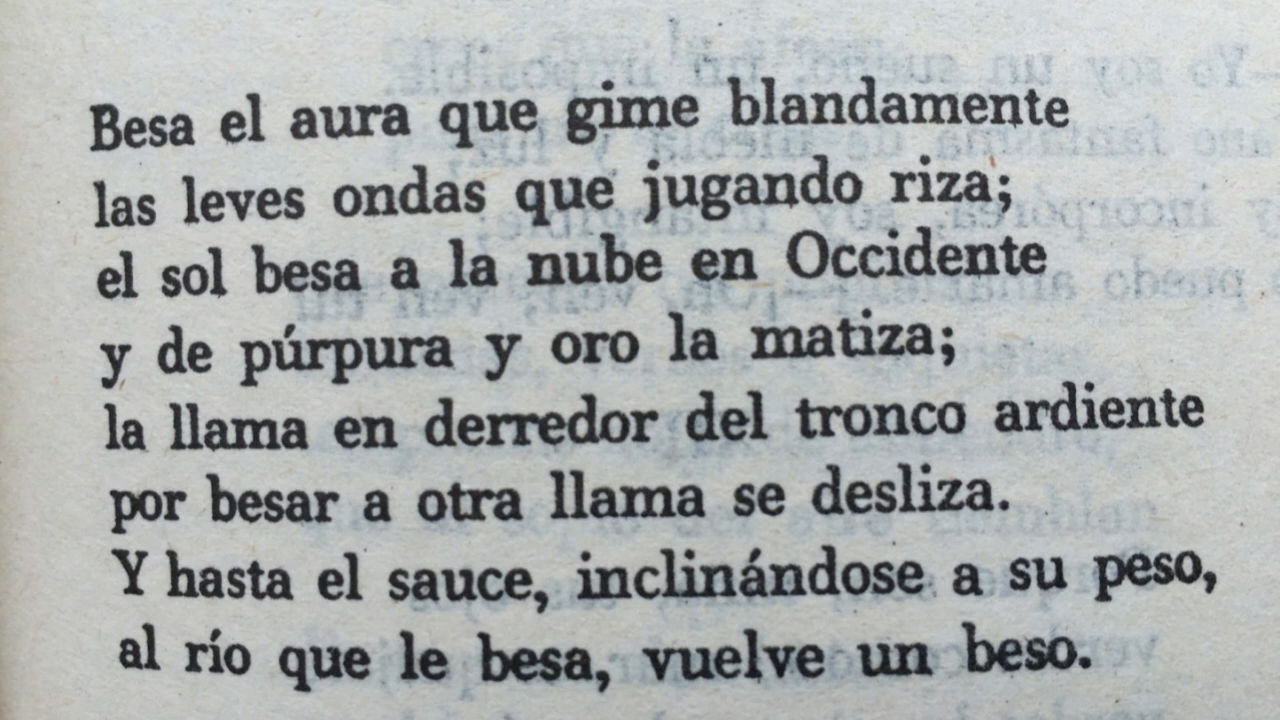 Besa el aura que gime blandamente
las leves ondas que jugando riza;
el sol besa a la nube en Occidente
y de púrpura y oro la matiza;
la llama en derredor del tronco ardiente
por besar a otra llama se desliza.
Y hasta el sauce, inclinándose a su peso,
al río que le besa, vuelve un beso.